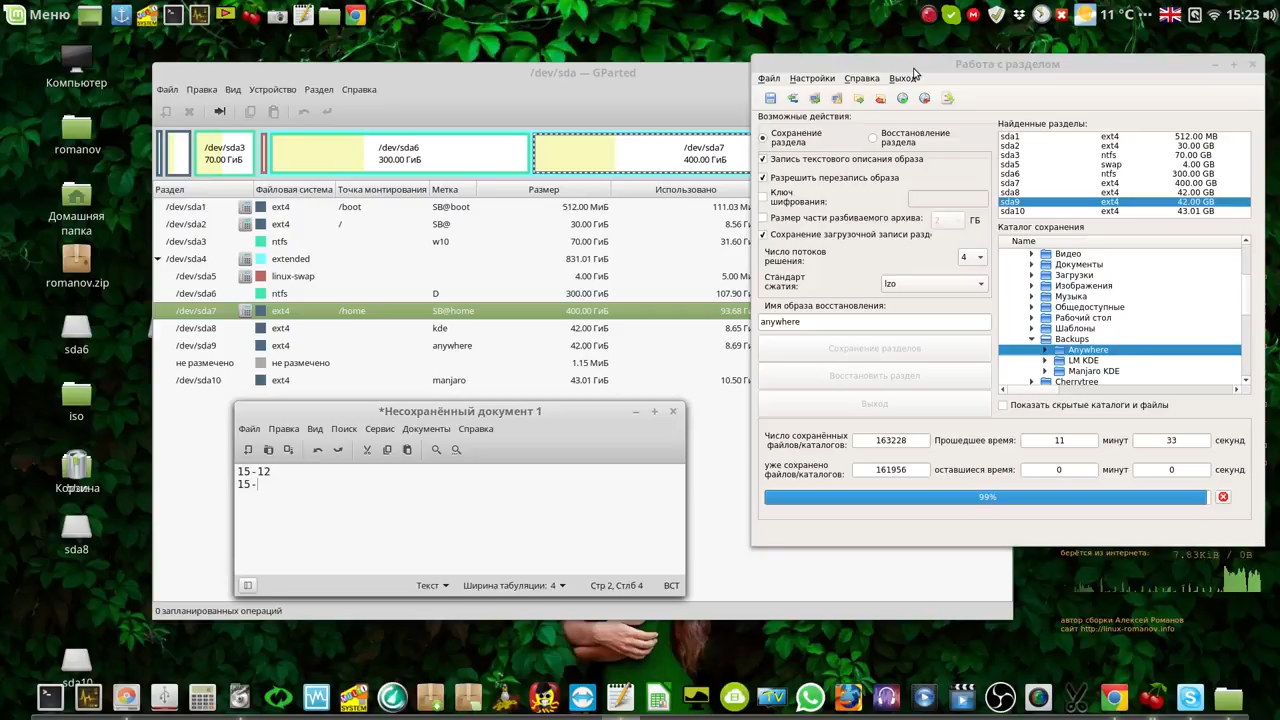 Меню
11 °C
15:23
Компьютер
romanov
Домашняя
папка
romanov.zip
sda6
iso
Корзина
sda8
sda10
/dev/sda — GParted
Файл Правка Вид Устройство Раздел Справка
/dev/sda3
70.00 ГиБ
/dev/sda6
300.00 ГиБ
/dev/sda7
400.00 ГиБ
Раздел Файловая система Точка монтирования Метка Размер Использовано
/dev/sda1 ext4 /boot SB@boot 512.00 МиБ 111.03 М
/dev/sda2 ext4 / SB@ 30.00 ГиБ 8.56 Г
/dev/sda3 ntfs w10 70.00 ГиБ 31.60 Г
/dev/sda4 extended 831.01 ГиБ
/dev/sda5 linux-swap 4.00 ГиБ 5.00 М
/dev/sda6 ntfs D 300.00 ГиБ 107.90 Г
/dev/sda7 ext4 /home SB@home 400.00 ГиБ 93.68 Г
/dev/sda8 ext4 kde 42.00 ГиБ 8.65 Г
/dev/sda9 ext4 anywhere 42.00 ГиБ 8.69 Г
не размечено не размечено 1.15 МиБ
/dev/sda10 ext4 manjaro 43.01 ГиБ 10.50 Г
0 запланированных операций
*Несохранённый документ 1
Файл Правка Вид Поиск Сервис Документы Справка
15-12
15-
Текст Ширина табуляции: 4 Стр 2, Стлб 4 ВСТ
Работа с разделом
Файл Настройки Справка Выход
Возможные действия:
Сохранение
раздела
Восстановление
раздела
Запись текстового описания образа
Разрешить перезапись образа
Ключ
шифрования:
Размер части разбиваемого архива: 2 ГБ
Сохранение загрузочной записи разде
Число потоков
решения:
4
Стандарт
сжатия:
lzo
Имя образа восстановления:
anywhere
Сохранение разделов
Восстановить раздел
Выход
Найденные разделы:
sda1 ext4 512.00 MB
sda2 ext4 30.00 GB
sda3 ntfs 70.00 GB
sda5 swap 4.00 GB
sda6 ntfs 300.00 GB
sda7 ext4 400.00 GB
sda8 ext4 42.00 GB
sda9 ext4 42.00 GB
sda10 ext4 43.01 GB
Каталог сохранения
Name
Видео
Документы
Загрузки
Изображения
Музыка
Общедоступные
Рабочий стол
Шаблоны
Backups
Anywhere
LM KDE
Manjaro KDE
Cherrytree
Показать скрытые каталоги и файлы
Число сохранённых
файлы/каталогов:
163228
Прошедшее время: 11 минут 33 секунд
уже сохранено
файлы/каталогов:
161956
оставшиеся время: 0 минут 0 секунд
99%
берётся из интернета: 7.83KiB / 0B
автор сборки Алексей Романов
сайт http://linux-romanov.info